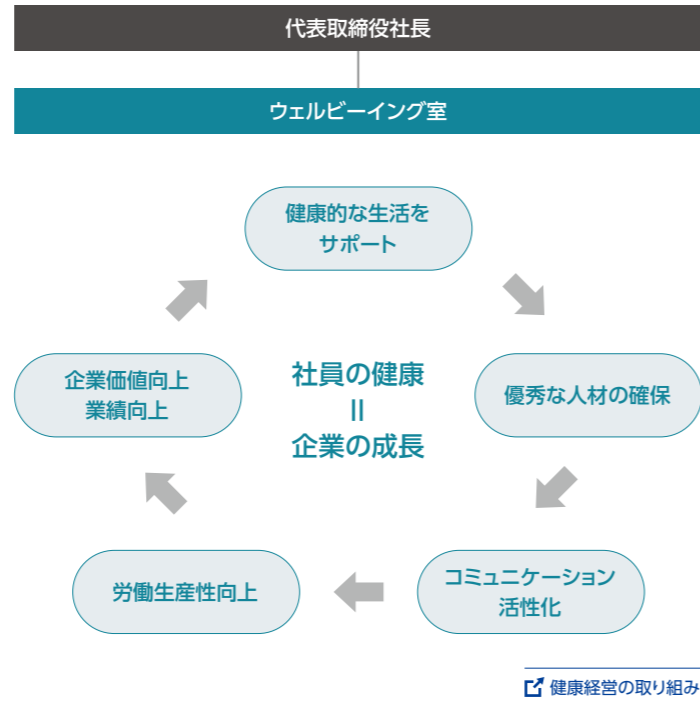 代表取締役社長
ウェルビーイング室
健康的な生活を
サポート
企業価値向上
業績向上
社員の健康
＝
企業の成長
優秀な人材の確保
労働生産性向上
コミュニケーション
活性化
健康経営の取り組み